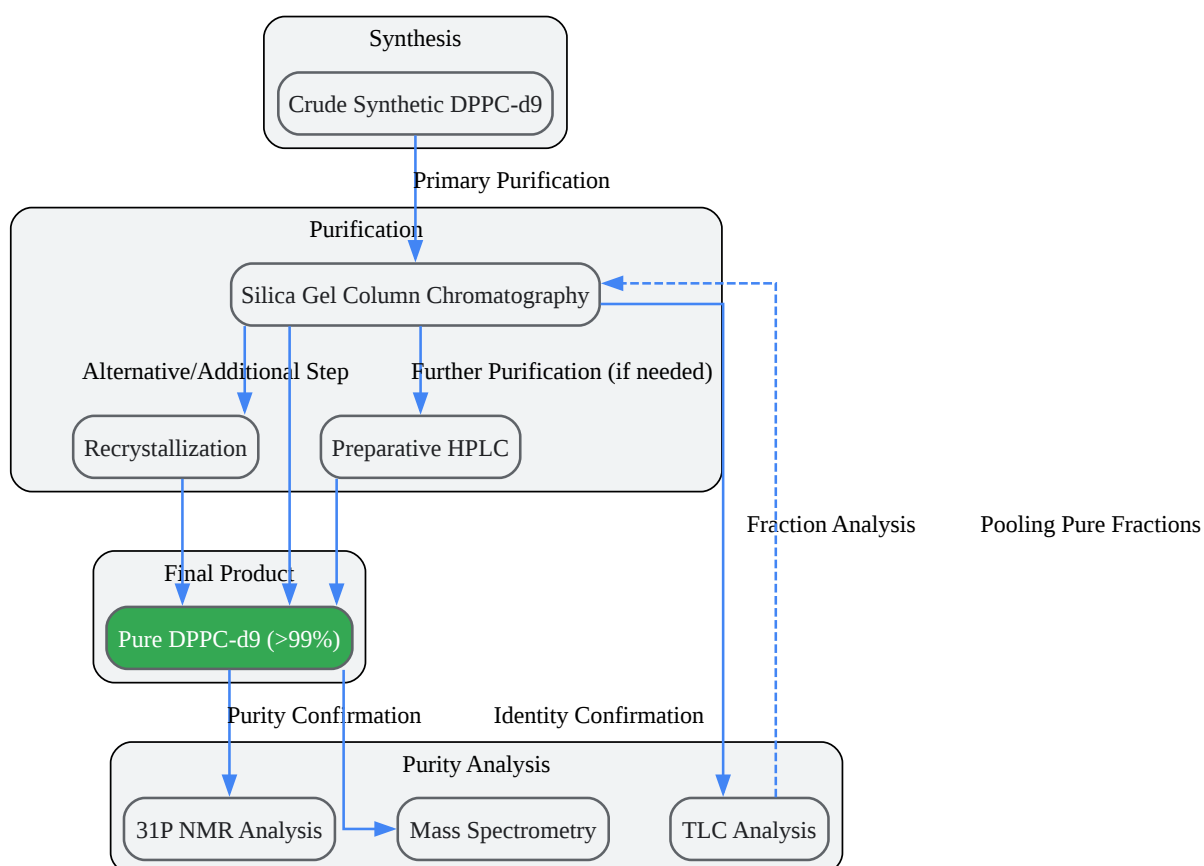 Synthesis
Crude Synthetic DPPC-d9
Primary Purification
Purification
Silica Gel Column Chromatography
Alternative/Additional Step
Further Purification (if needed)
Recrystallization
Preparative HPLC
Fraction Analysis
Pooling Pure Fractions
Final Product
Pure DPPC-d9 (>99%)
Purity Confirmation
Identity Confirmation
Purity Analysis
31P NMR Analysis
Mass Spectrometry
TLC Analysis